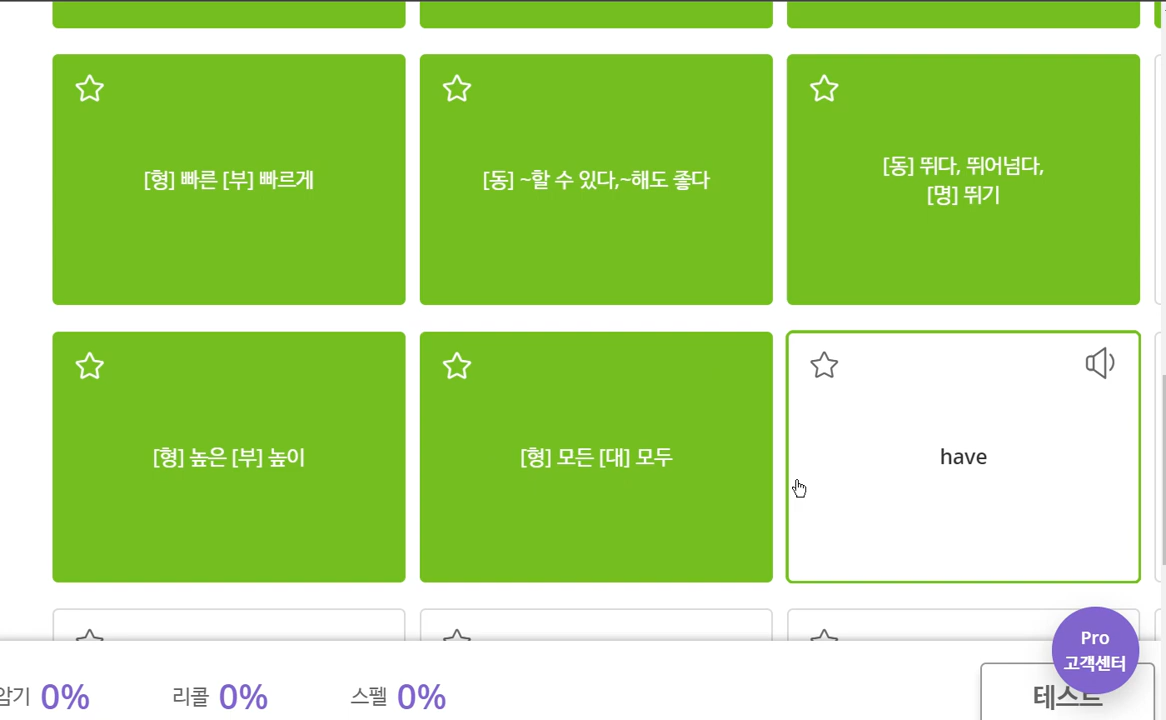 [형] 빠른 [부] 빠르게
[동] ~할 수 있다,~해도 좋다
[동] 뛰다, 뛰어넘다,
[명] 뛰기
[형] 높은 [부] 높이
[형] 모든 [대] 모두
have
Pro
고객센터
암기 0%
리콜 0%
스펠 0%
테스트